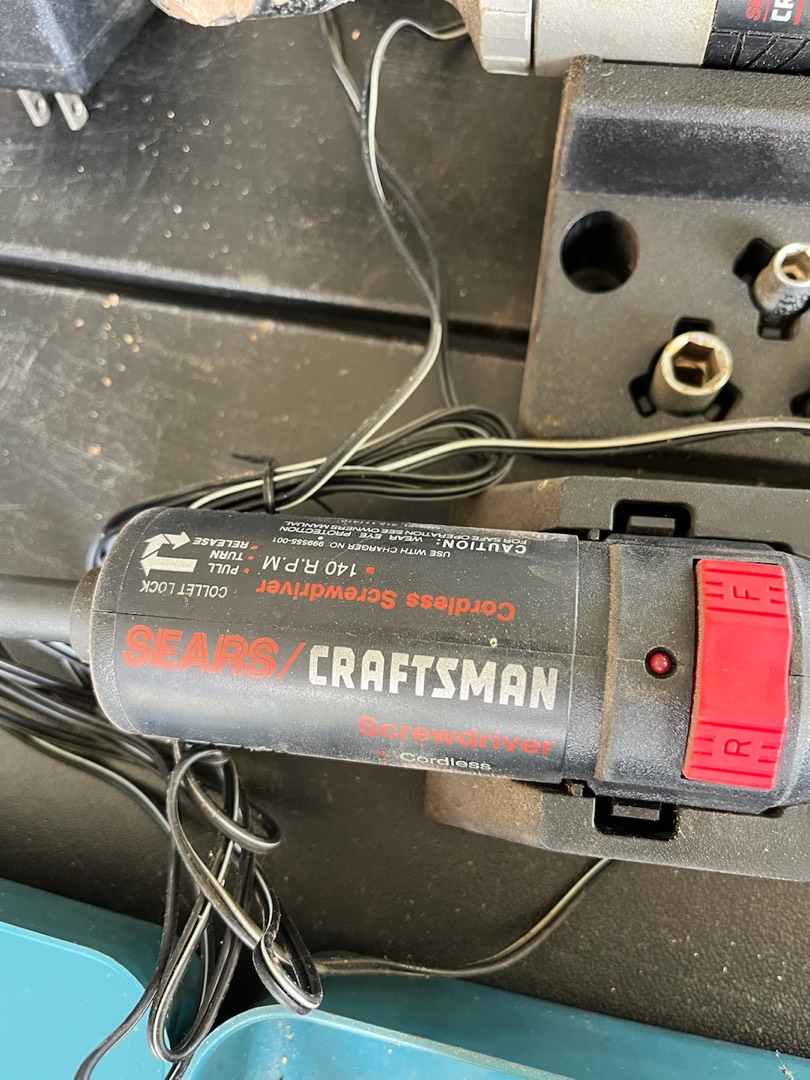 SEARS/CRAFTSMAN
Screwdriver
Cordless
Cordless Screwdriver
140 R.P.M
COLLET LOCK
PULL
TURN
RELEASE
USE WITH CHARGER NO. 999555-001
CAUTION: WEAR EYE PROTECTION
FOR SAFE OPERATION SEE OWNERS MANUAL
F
R